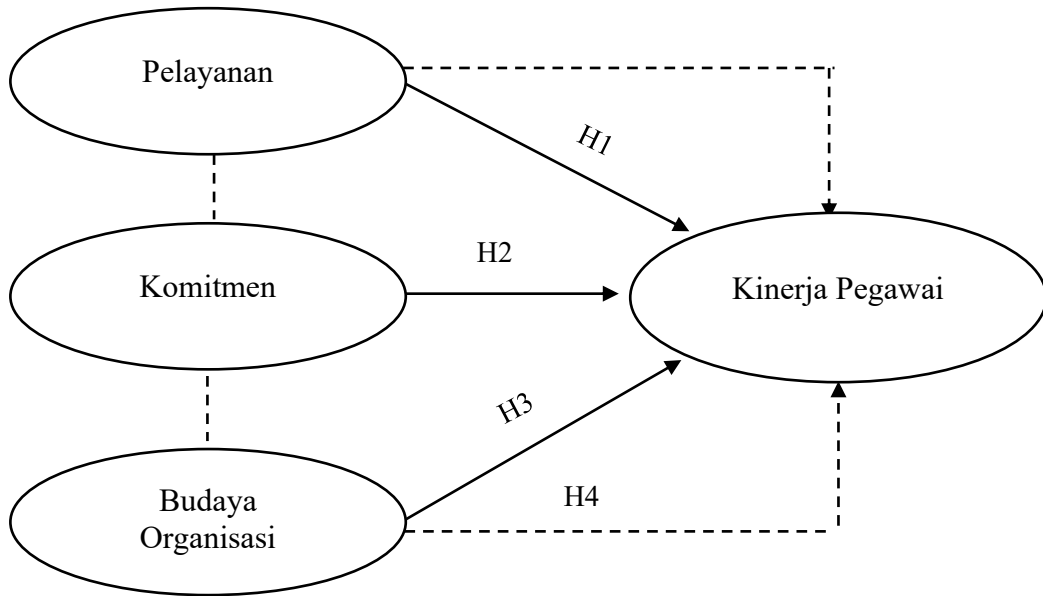 Pelayanan
H1
H2
Komitmen
Kinerja Pegawai
H3
Budaya
Organisasi
H4